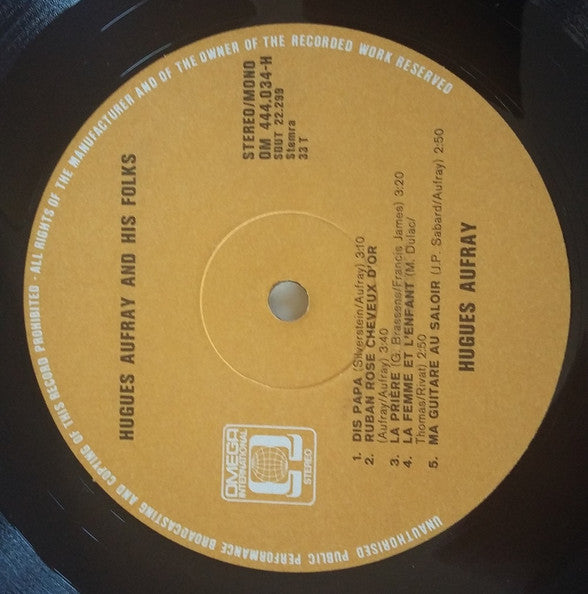 UNAUTHORISED PUBLIC PERFORMANCE BROADCASTING AND COPYING OF THIS RECORD PROHIBITED · ALL RIGHTS OF THE MANUFACTURER AND OF THE OWNER OF THE RECORDED WORK RESERVED
HUGUES AUFRAY AND HIS FOLKS
OMEGA
INTERNATIONAL
STEREO
STEREO/MONO
OM 444.034-H
SOUT 22.299
Stemra
33 T
1. DIS PAPA (Silverstein/Aufray) 3:10
2. RUBAN ROSE CHEVEUX D'OR
(Aufray/Aufray) 3:40
3. LA PRIÈRE (G. Brassens/Francis James) 3:20
4. LA FEMME ET L'ENFANT (M. Dulac/
Thomas/Rivat) 2:50
5. MA GUITARE AU SALOIR (J.P. Sabard/Aufray) 2:50
HUGUES AUFRAY